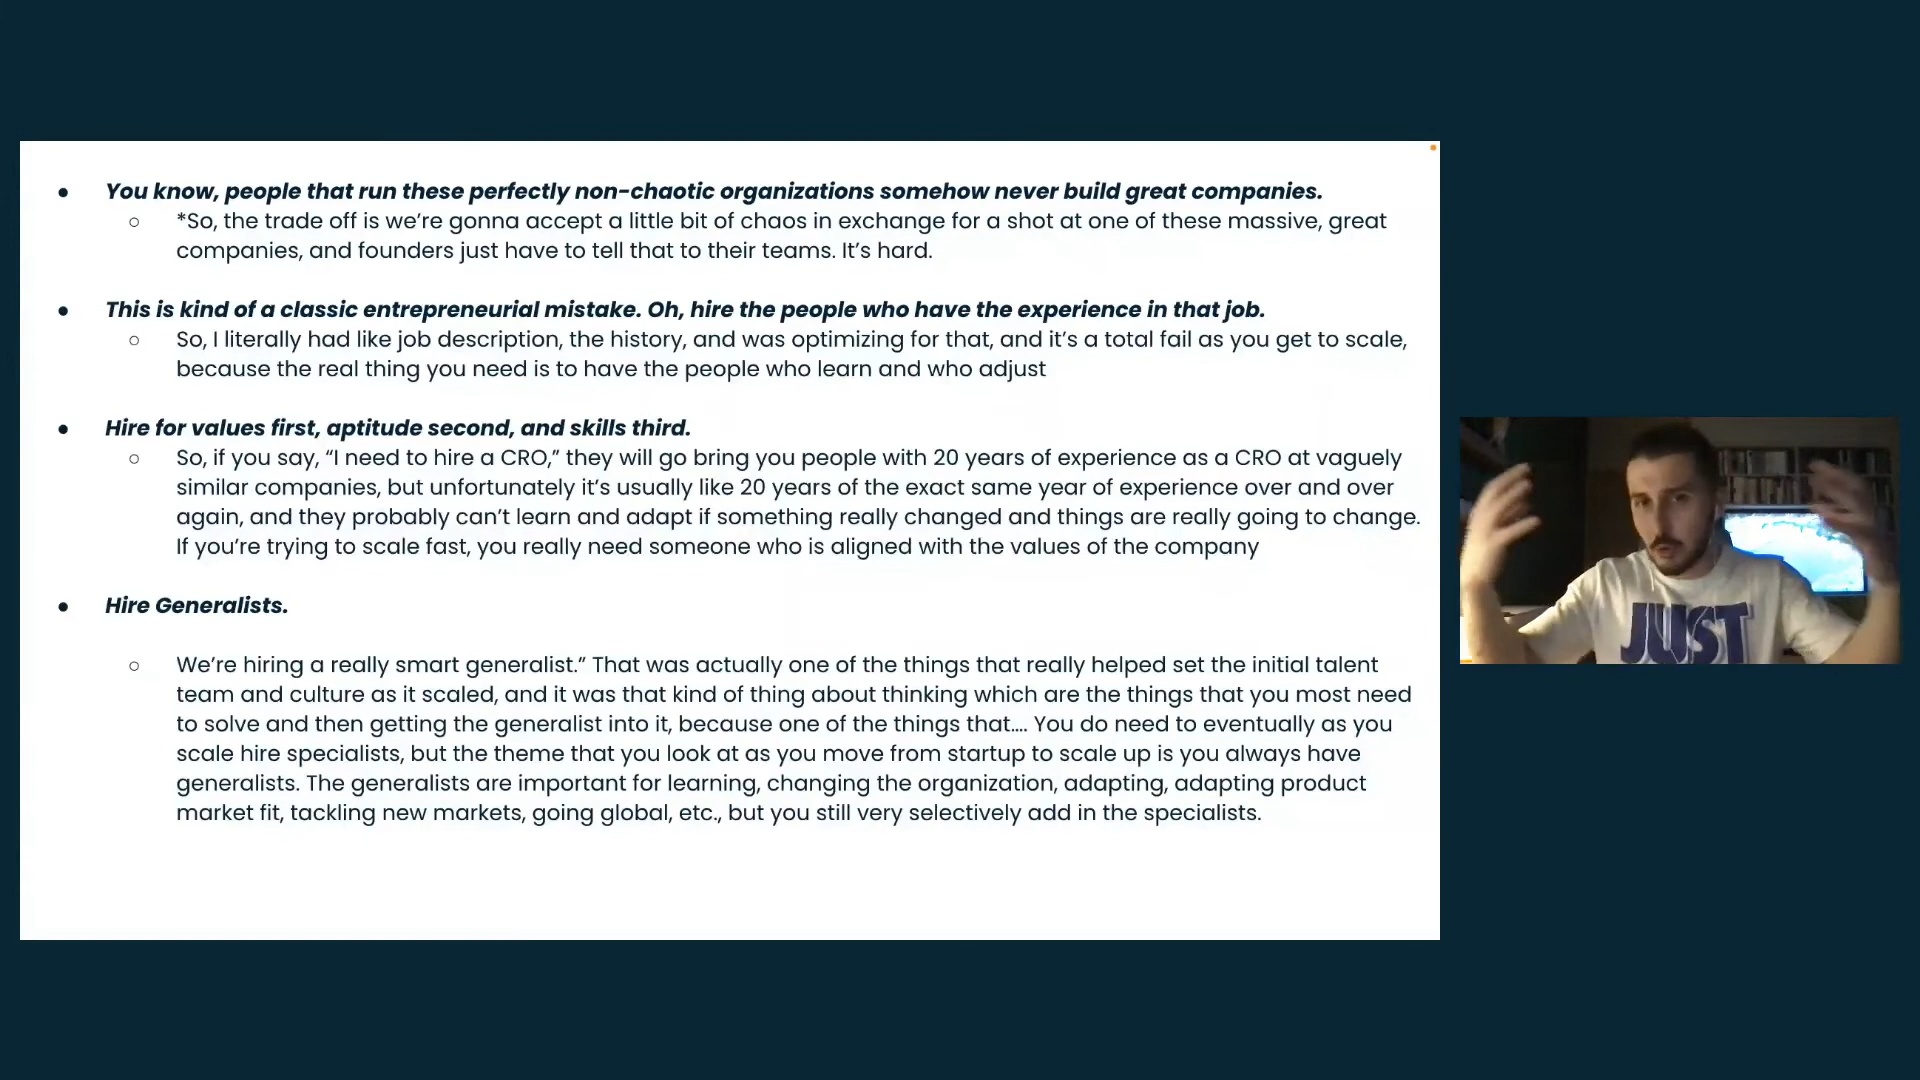 You know, people that run these perfectly non-chaotic organizations somehow never build great companies.
*So, the trade off is we’re gonna accept a little bit of chaos in exchange for a shot at one of these massive, great
companies, and founders just have to tell that to their teams. It’s hard.
This is kind of a classic entrepreneurial mistake. Oh, hire the people who have the experience in that job.
So, I literally had like job description, the history, and was optimizing for that, and it’s a total fail as you get to scale,
because the real thing you need is to have the people who learn and who adjust
Hire for values first, aptitude second, and skills third.
So, if you say, “I need to hire a CRO,” they will go bring you people with 20 years of experience as a CRO at vaguely
similar companies, but unfortunately it’s usually like 20 years of the exact same year of experience over and over
again, and they probably can’t learn and adapt if something really changed and things are really going to change.
If you’re trying to scale fast, you really need someone who is aligned with the values of the company
Hire Generalists.
We’re hiring a really smart generalist.” That was actually one of the things that really helped set the initial talent
team and culture as it scaled, and it was that kind of thing about thinking which are the things that you most need
to solve and then getting the generalist into it, because one of the things that…. You do need to eventually as you
scale hire specialists, but the theme that you look at as you move from startup to scale up is you always have
generalists. The generalists are important for learning, changing the organization, adapting, adapting product
market fit, tackling new markets, going global, etc., but you still very selectively add in the specialists.
JUST